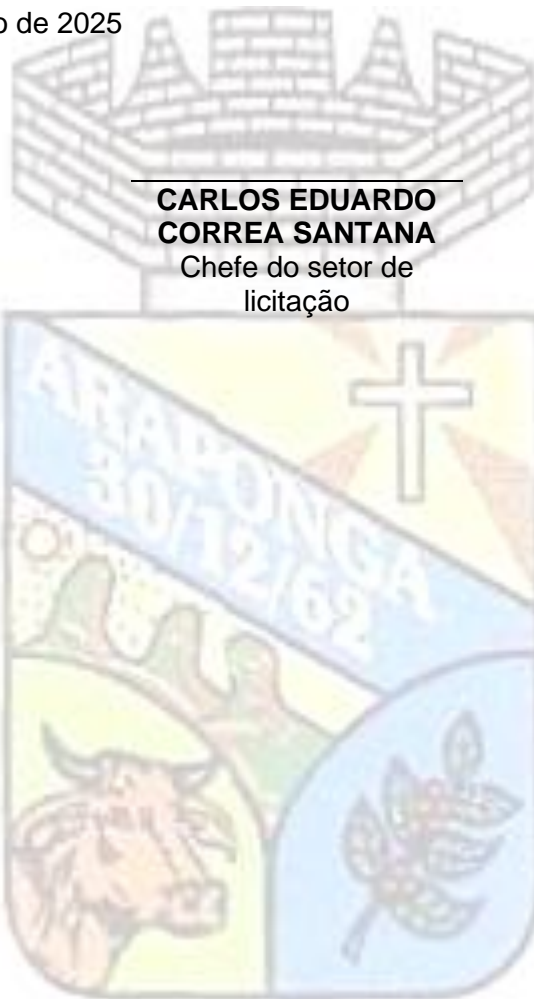 o de 2025
CARLOS EDUARDO
CORREA SANTANA
Chefe do setor de
licitação
ARAPONGA
30/12/62